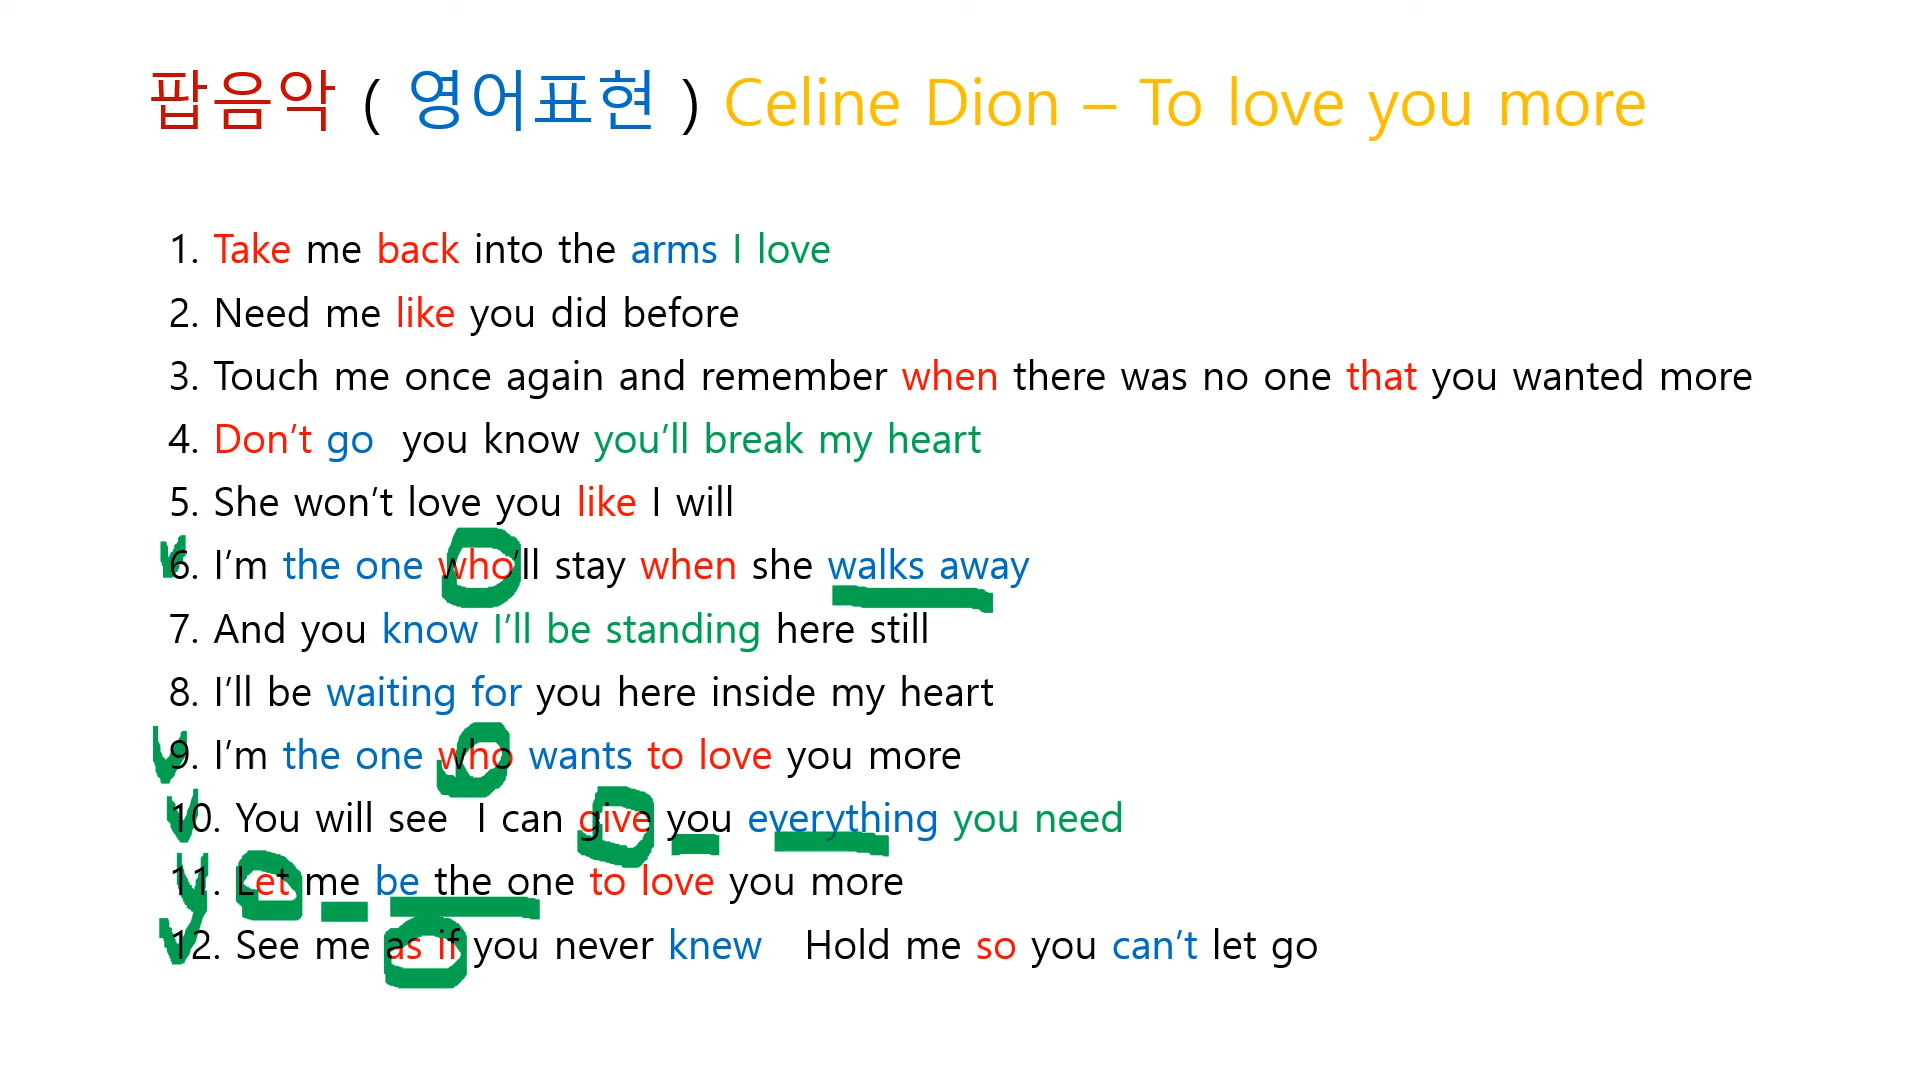 팝음악 ( 영어표현 ) Celine Dion – To love you more
1. Take me back into the arms I love
2. Need me like you did before
3. Touch me once again and remember when there was no one that you wanted more
4. Don't go you know you'll break my heart
5. She won't love you like I will
6. I'm the one who'll stay when she walks away
7. And you know I'll be standing here still
8. I'll be waiting for you here inside my heart
9. I'm the one who wants to love you more
10. You will see I can give you everything you need
11. Let me be the one to love you more
12. See me as if you never knew Hold me so you can't let go